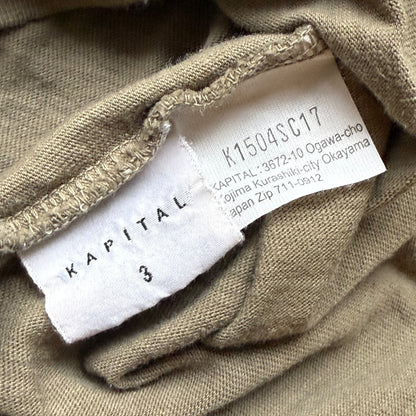 KAPITAL
3
K1504SC17
KAPITAL: 3672-10 Ogawa-cho
Kojima Kurashiki-city Okayama
Japan Zip 711-0912